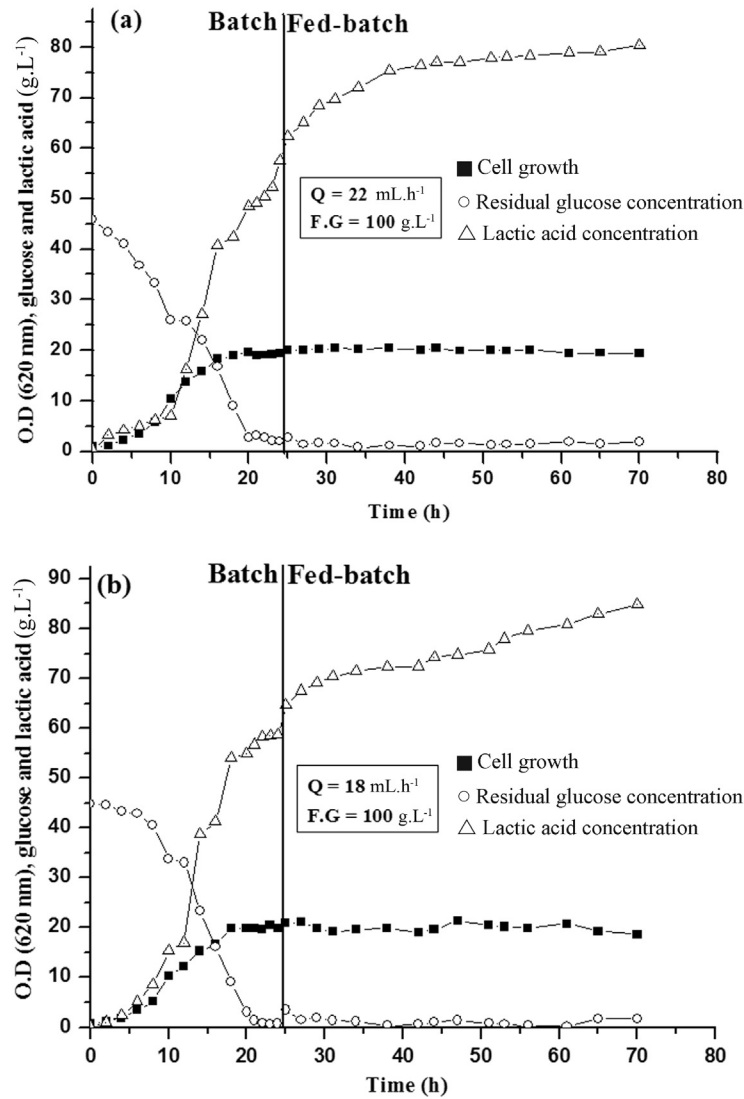 (a)
Batch Fed-batch
80
70
60
50
40
30
20
10
0
O.D (620 nm), glucose and lactic acid (g.L-1)
Q = 22 mL.h-1
F.G = 100 g.L-1
Cell growth
Residual glucose concentration
Lactic acid concentration
0 10 20 30 40 50 60 70 80
Time (h)
(b)
Batch Fed-batch
90
80
70
60
50
40
30
20
10
0
O.D (620 nm), glucose and lactic acid (g.L-1)
Q = 18 mL.h-1
F.G = 100 g.L-1
Cell growth
Residual glucose concentration
Lactic acid concentration
0 10 20 30 40 50 60 70 80
Time (h)